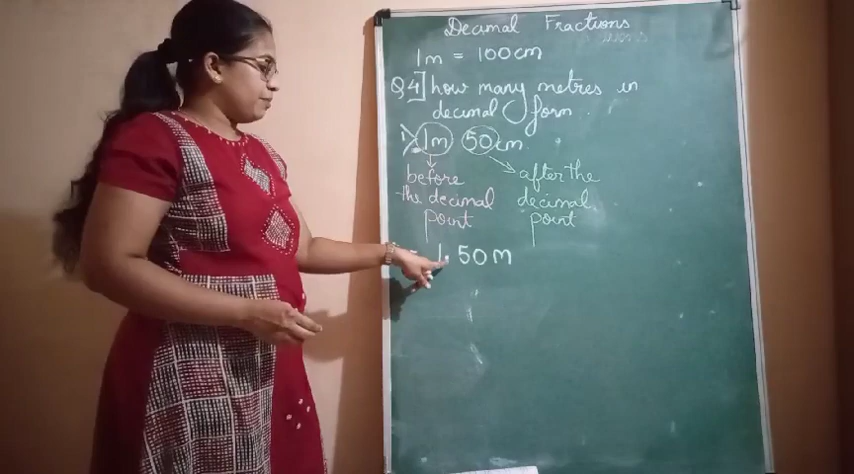 Decimal Fractions
1m = 100cm
Q4] how many metres in
decimal form
1m 50cm
before
the decimal
point
after the
decimal
point
1.50m